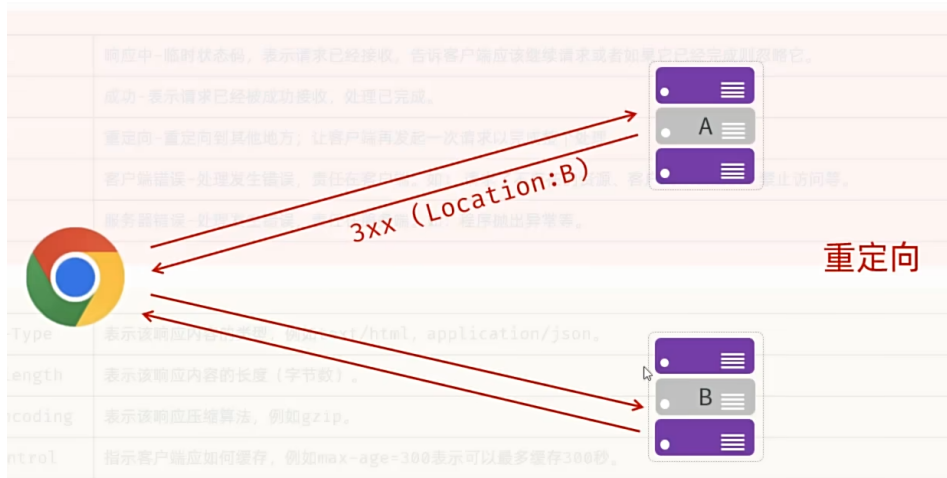 响应中-临时状态码，表示请求已经接收，告诉客户端应该继续请求或者如果它已经完成则忽略它。
成功-表示请求已经被成功接收，处理已完成。
A
重定向-重定向到其他地方；让客户端再发起一次请求以完成整个处理。
客户端错误-处理发生错误，责任在客户端。如：
资源、客
禁止访问等。
3xx (Location:B)
服务器错误-处理发生错误，
程序抛出异常等。
重定向
-Type
表示该响应内容的类型，例如text/html，application/json。
ength
表示该响应内容的长度（字节数）。
B
ncoding
表示该响应压缩算法，例如gzip。
ntrol
指示客户端应如何缓存，例如max-age=300表示可以最多缓存300秒。